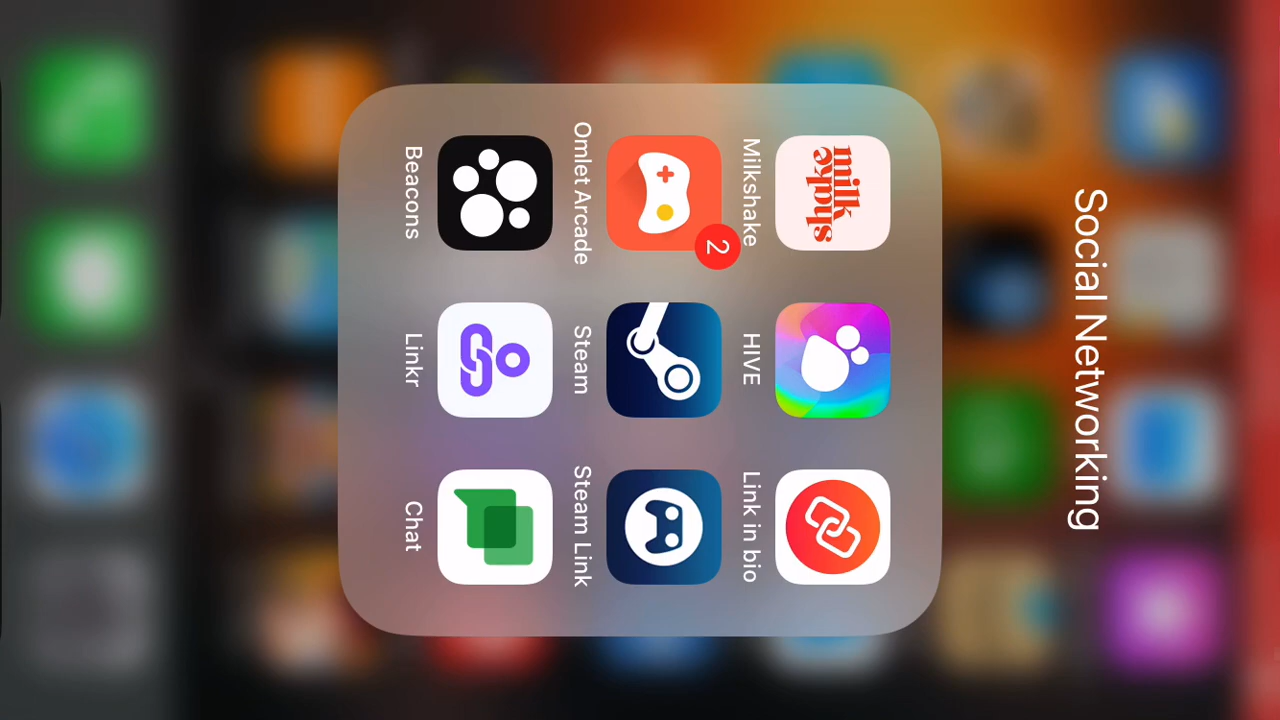 Social Networking
milk
shake
Milkshake
HIVE
Link in bio
2
Omlet Arcade
Steam
Steam Link
Beacons
Linkr
Chat